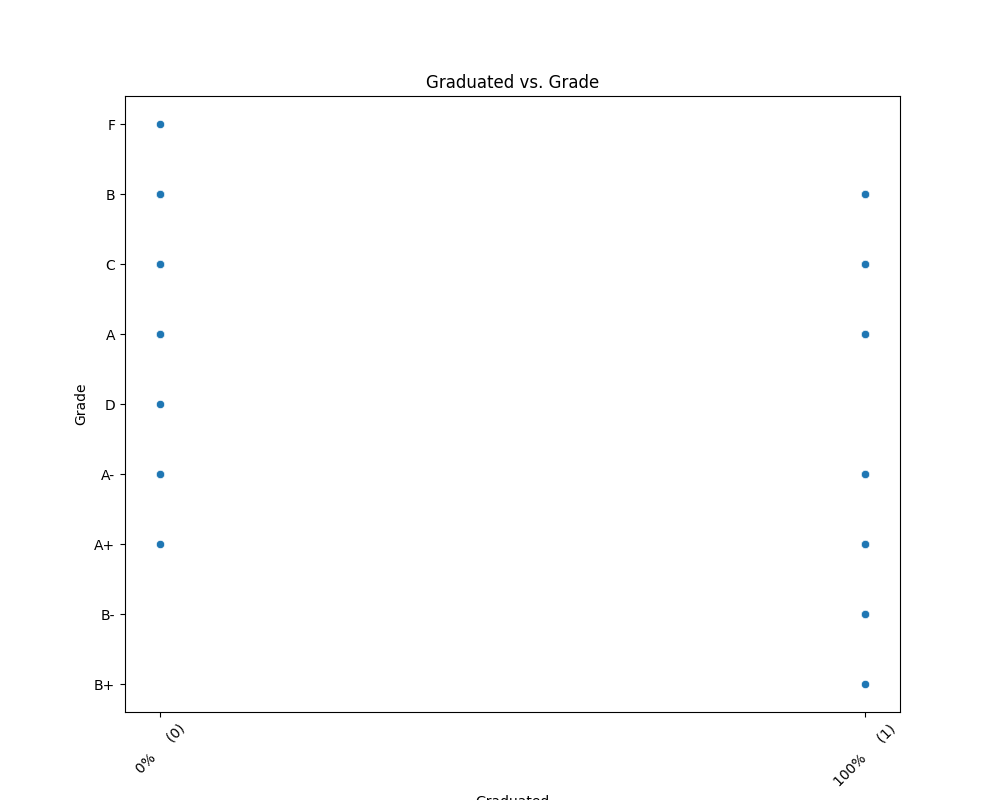 Graduated vs. Grade
F
B
C
A
D
A-
A+
B-
B+
Grade
0% (0)
100% (1)
Graduated